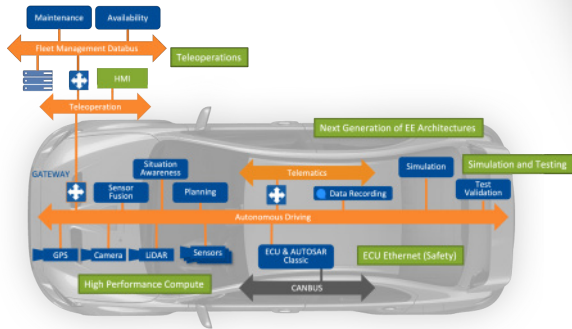 Maintenance
Availability
Fleet Management Databus
Teleoperations
HMI
Teleoperation
Next Generation of EE Architectures
GATEWAY
Situation
Awareness
Sensor
Fusion
Planning
Telematics
Data Recording
Simulation
Simulation and Testing
Test
Validation
Autonomous Driving
GPS
Camera
LiDAR
Sensors
ECU & AUTOSAR
Classic
ECU Ethernet (Safety)
High Performance Compute
CANBUS